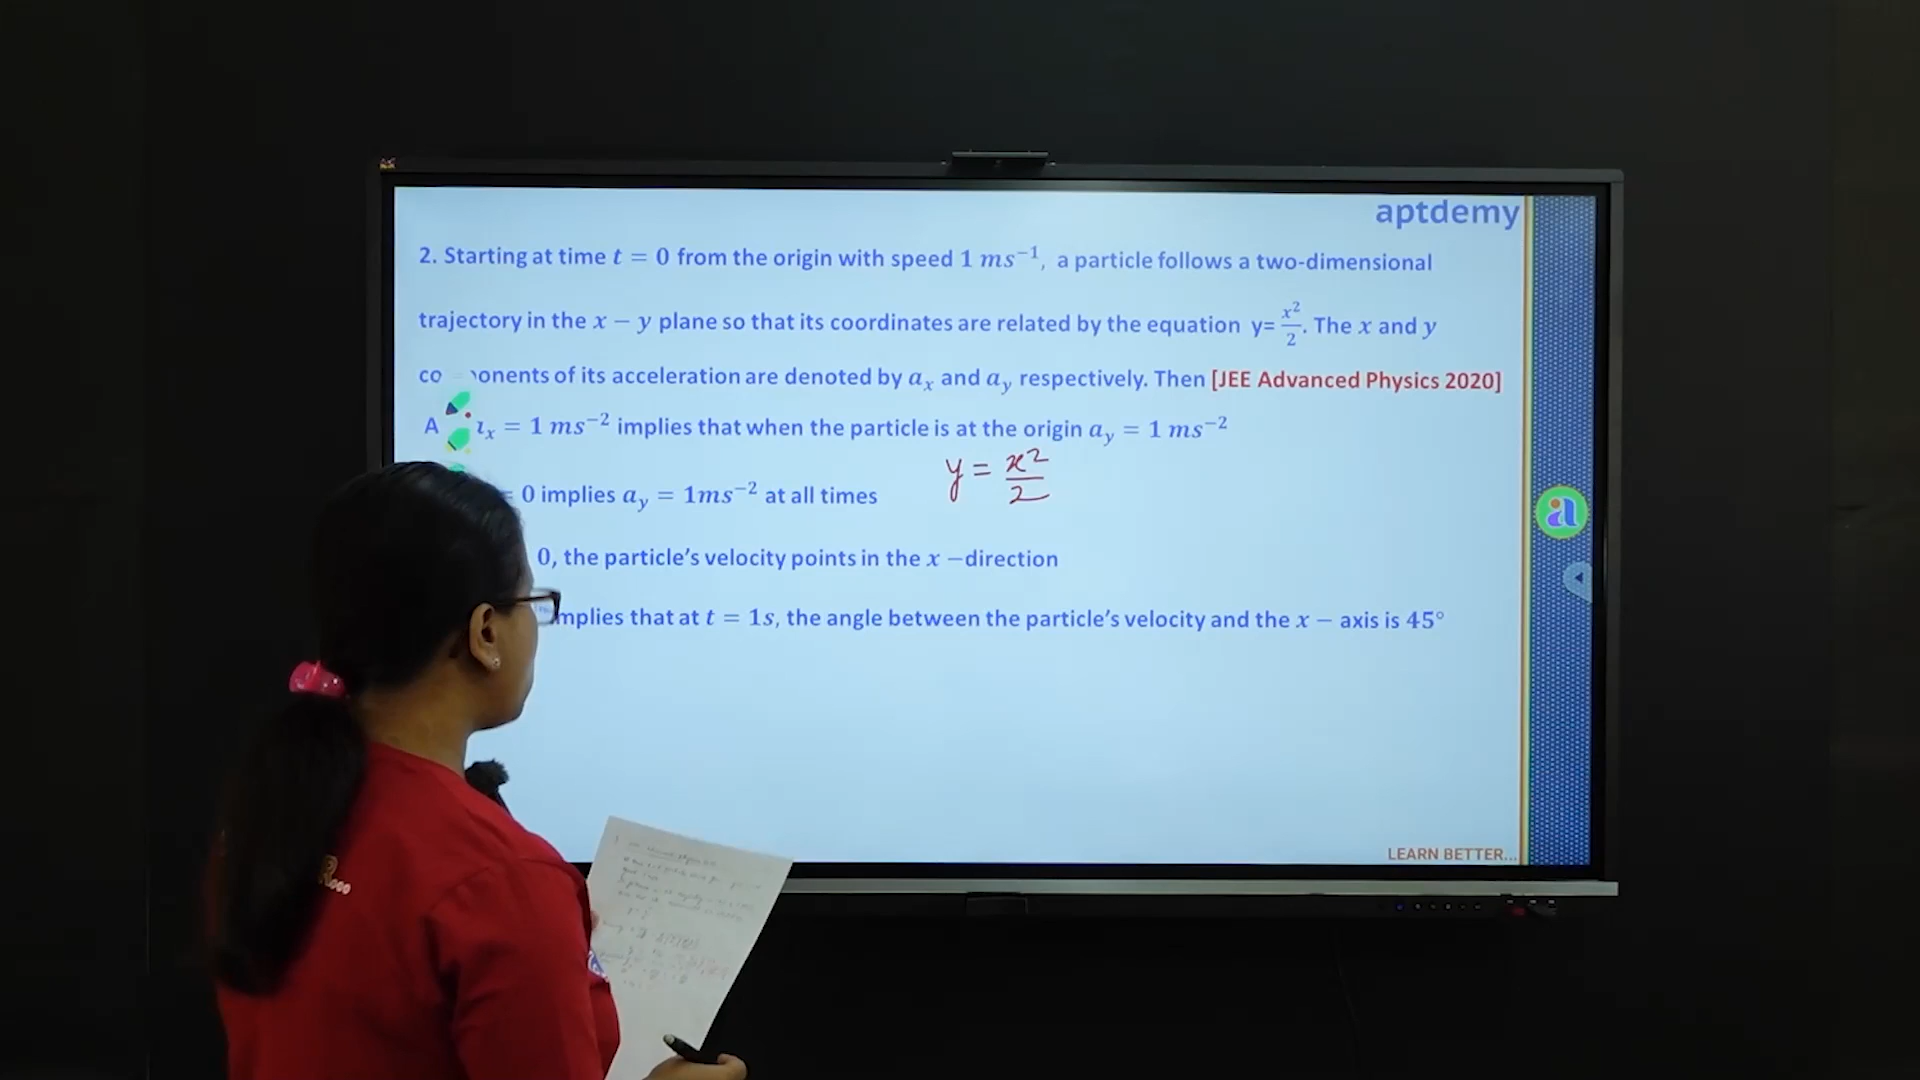 aptdemy
2. Starting at time t = 0 from the origin with speed 1 ms⁻¹, a particle follows a two-dimensional
trajectory in the x − y plane so that its coordinates are related by the equation y= x²/2. The x and y
co onents of its acceleration are denoted by aₓ and a_y respectively. Then [JEE Advanced Physics 2020]
A ₓ = 1 ms⁻² implies that when the particle is at the origin a_y = 1 ms⁻²
y = x²/2
= 0 implies a_y = 1ms⁻² at all times
a
0, the particle's velocity points in the x −direction
mplies that at t = 1s, the angle between the particle's velocity and the x − axis is 45°
LEARN BETTER...
R...